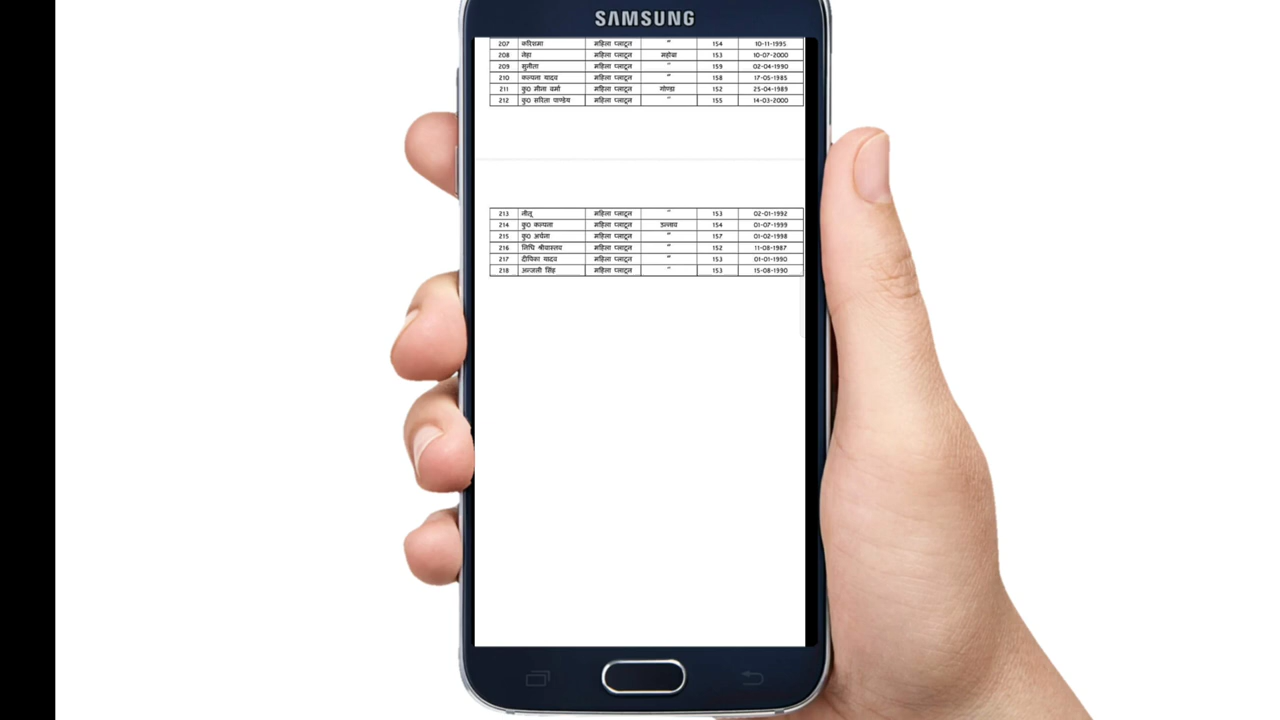 SAMSUNG
207 करिश्मा महिला प्लाटून " 154 10-11-1995
208 नेहा महिला प्लाटून महोबा 153 10-07-2000
209 सुनीता महिला प्लाटून " 159 02-04-1990
210 कल्पना यादव महिला प्लाटून " 158 17-05-1985
211 कु0 मीना वर्मा महिला प्लाटून गोण्डा 152 25-04-1989
212 कु0 सरिता पाण्डेय महिला प्लाटून " 155 14-03-2000
213 नीतू महिला प्लाटून " 153 02-01-1992
214 कु0 कल्पना महिला प्लाटून उन्नाव 154 01-07-1999
215 कु0 अर्चना महिला प्लाटून " 157 01-02-1998
216 निधि श्रीवास्तव महिला प्लाटून " 152 11-08-1987
217 दीपिका यादव महिला प्लाटून " 153 01-01-1990
218 अन्जली सिंह महिला प्लाटून " 153 15-08-1990